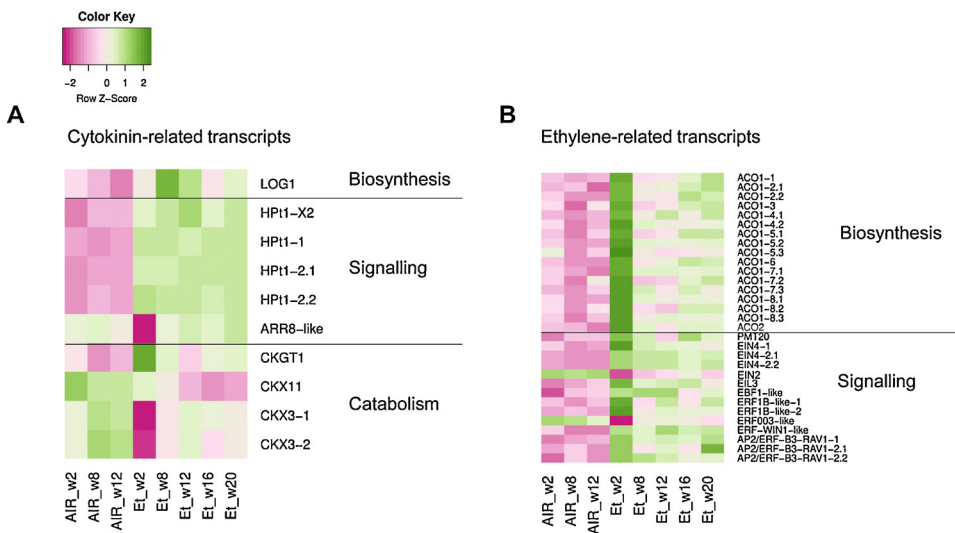 Color Key
−2 0 1 2
Row Z-Score
A
Cytokinin-related transcripts
LOG1
Biosynthesis
HPt1-X2
HPt1-1
HPt1-2.1
HPt1-2.2
ARR8-like
Signalling
CKGT1
CKX11
CKX3-1
CKX3-2
Catabolism
AIR_w2
AIR_w8
AIR_w12
Et_w2
Et_w8
Et_w12
Et_w16
Et_w20
B
Ethylene-related transcripts
ACO1-1
ACO1-2.1
ACO1-2.2
ACO1-3
ACO1-4.1
ACO1-4.2
ACO1-5.1
ACO1-5.2
ACO1-5.3
ACO1-6
ACO1-7.1
ACO1-7.2
ACO1-7.3
ACO1-8.1
ACO1-8.2
ACO1-8.3
ACO2
Biosynthesis
PMT20
EIN4-1
EIN4-2.1
EIN4-2.2
EIN2
EIL3
EBF1-like
ERF1B-like-1
ERF1B-like-2
ERF003-like
ERF-WIN1-like
AP2/ERF-B3-RAV1-1
AP2/ERF-B3-RAV1-2.1
AP2/ERF-B3-RAV1-2.2
Signalling
AIR_w2
AIR_w8
AIR_w12
Et_w2
Et_w8
Et_w12
Et_w16
Et_w20